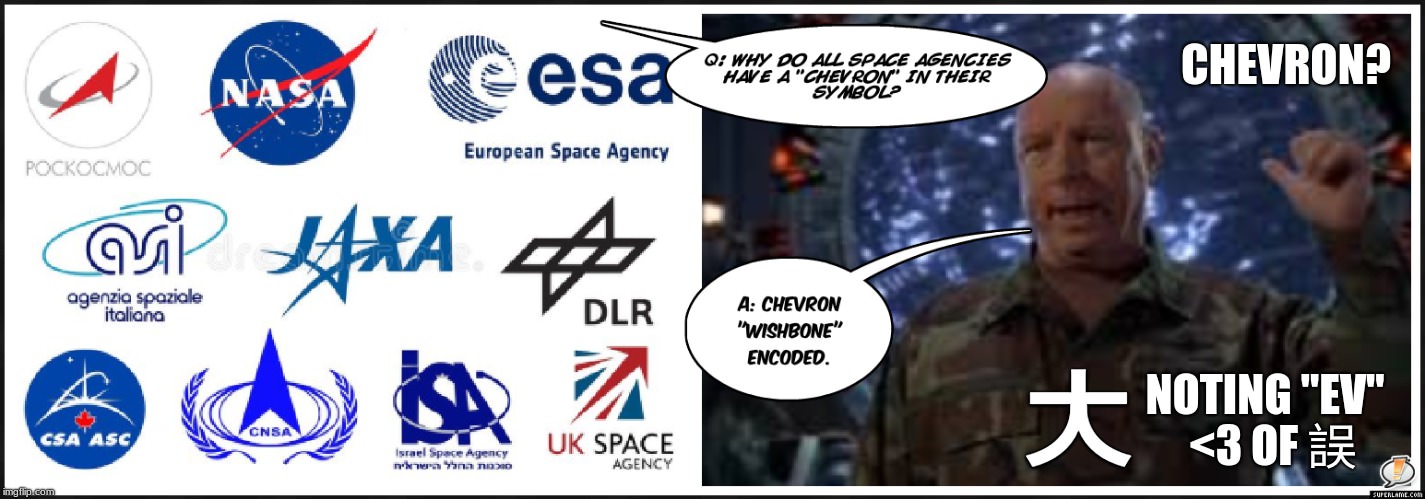 РОСКОСМОС
NASA
esa
European Space Agency
asi
agenzia spaziale
italiana
JAXA
DLR
CSA ASC
CNSA
ISA
Israel Space Agency
סוכנות החלל הישראלית
UK SPACE
AGENCY
Q: WHY DO ALL SPACE AGENCIES
HAVE A "CHEVRON" IN THEIR
SYMBOL?
CHEVRON?
A: CHEVRON
"WISHBONE"
ENCODED.
大
NOTING "EV"
<3 OF 誤
imgflip.com
SUPERLAME.COM